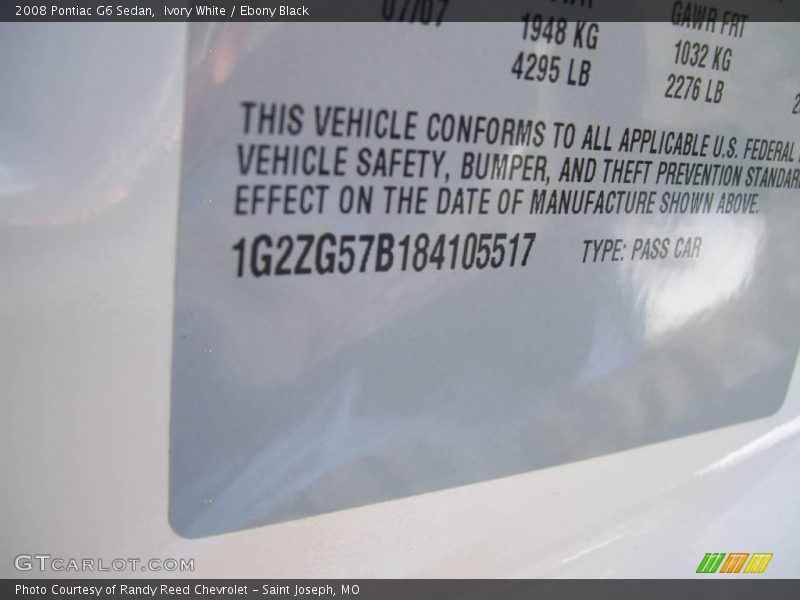 2008 Pontiac G6 Sedan,  Ivory White / Ebony Black
07/07
1948 KG
4295 LB
GAWR FRT
1032 KG
2276 LB
THIS VEHICLE CONFORMS TO ALL APPLICABLE U.S. FEDERAL
VEHICLE SAFETY, BUMPER, AND THEFT PREVENTION STANDAR
EFFECT ON THE DATE OF MANUFACTURE SHOWN ABOVE.
1G2ZG57B184105517 TYPE: PASS CAR
GTCARLOT.COM
Photo Courtesy of Randy Reed Chevrolet – Saint Joseph, MO